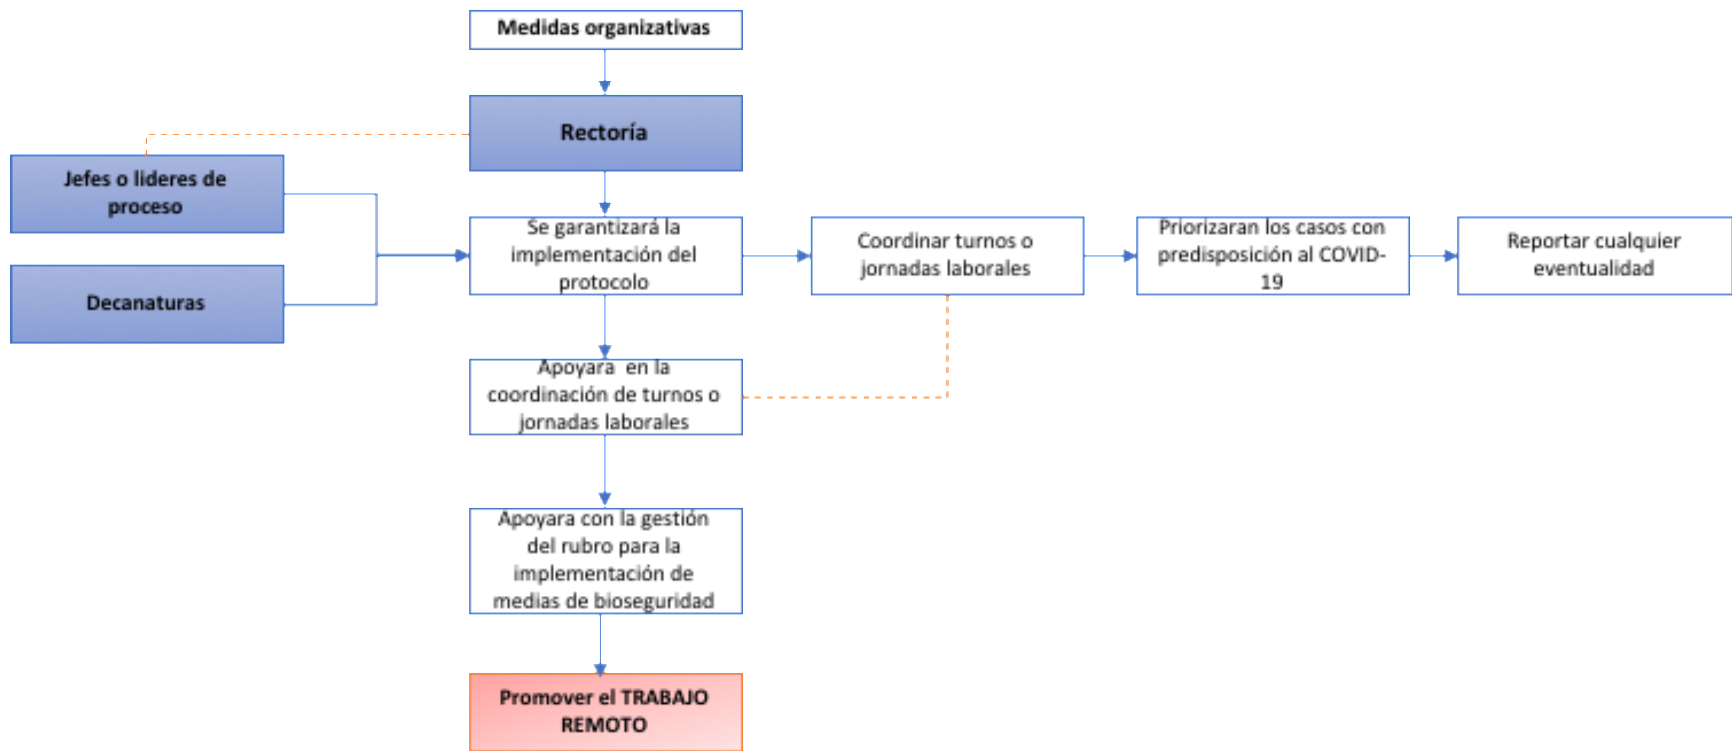 Medidas organizativas
Rectoría
Jefes o lideres de
proceso
Decanaturas
Se garantizará la
implementación del
protocolo
Coordinar turnos o
jornadas laborales
Priorizaran los casos con
predisposición al COVID-
19
Reportar cualquier
eventualidad
Apoyara  en la
coordinación de turnos o
jornadas laborales
Apoyara con la gestión
del rubro para la
implementación de
medias de bioseguridad
Promover el TRABAJO
REMOTO